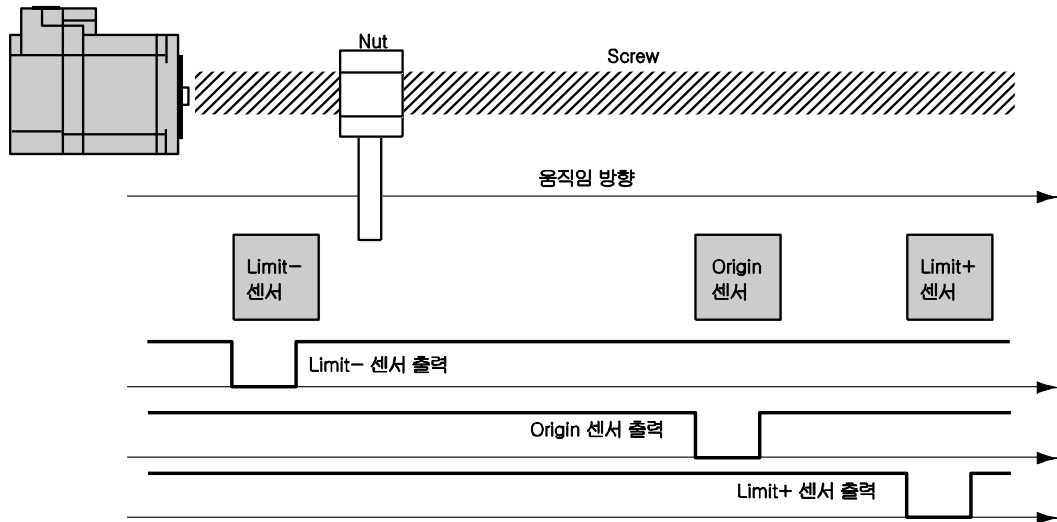 Nut
Screw
움직임 방향
Limit-
센서
Origin
센서
Limit+
센서
Limit- 센서 출력
Origin 센서 출력
Limit+ 센서 출력